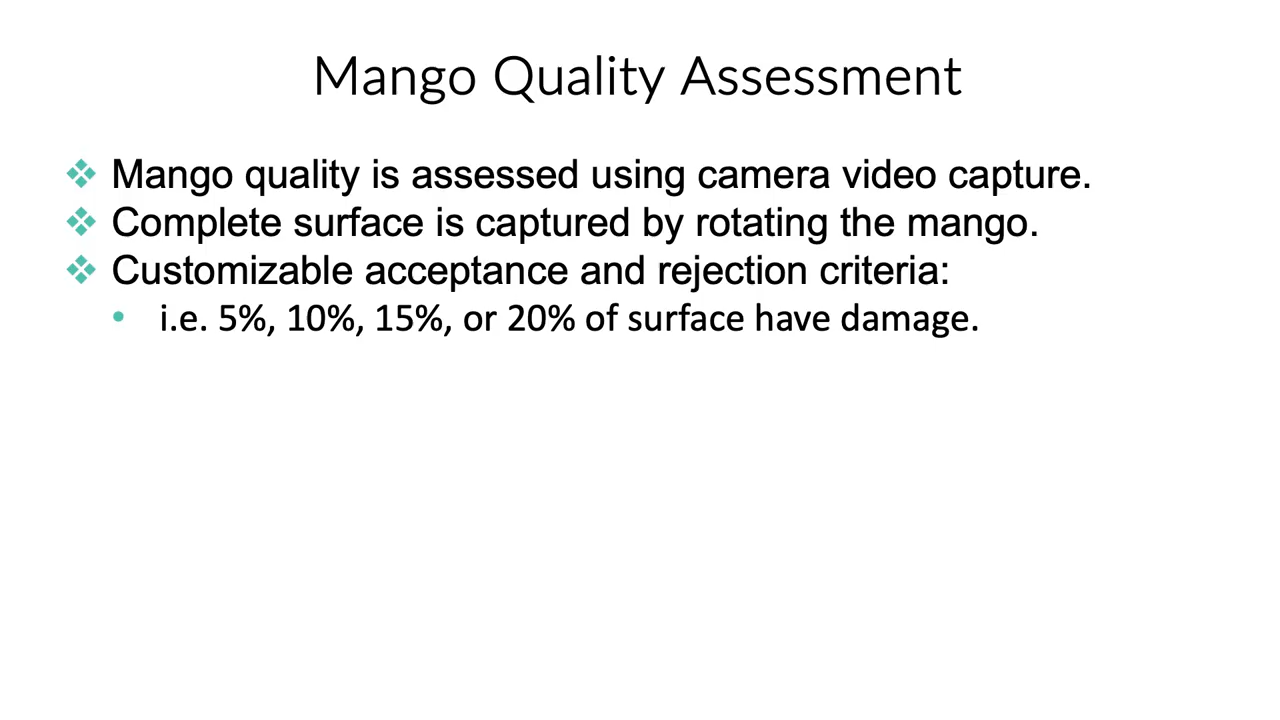 Mango Quality Assessment
❖ Mango quality is assessed using camera video capture.
❖ Complete surface is captured by rotating the mango.
❖ Customizable acceptance and rejection criteria:
• i.e. 5%, 10%, 15%, or 20% of surface have damage.